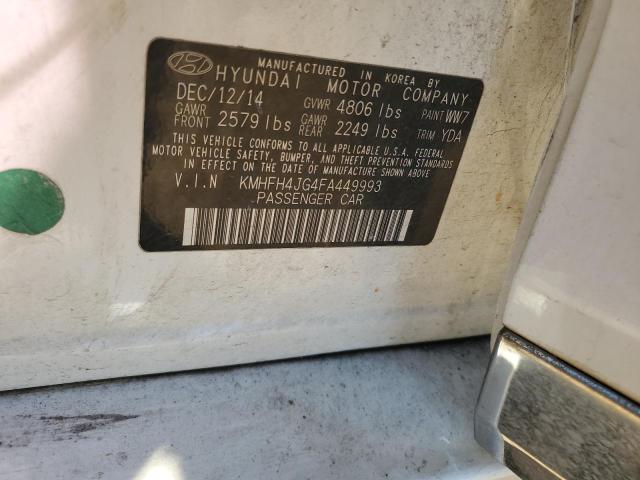 MANUFACTURED IN KOREA BY
HYUNDAI MOTOR COMPANY
DEC/12/14 GVWR 4806 lbs PAINT WW7
GAWR FRONT 2579 lbs GAWR REAR 2249 lbs TRIM YDA
THIS VEHICLE CONFORMS TO ALL APPLICABLE U.S.A. FEDERAL
MOTOR VEHICLE SAFETY, BUMPER, AND THEFT PREVENTION STANDARDS
IN EFFECT ON THE DATE OF MANUFACTURE SHOWN ABOVE.
V.I.N KMHFH4JG4FA449993
PASSENGER CAR